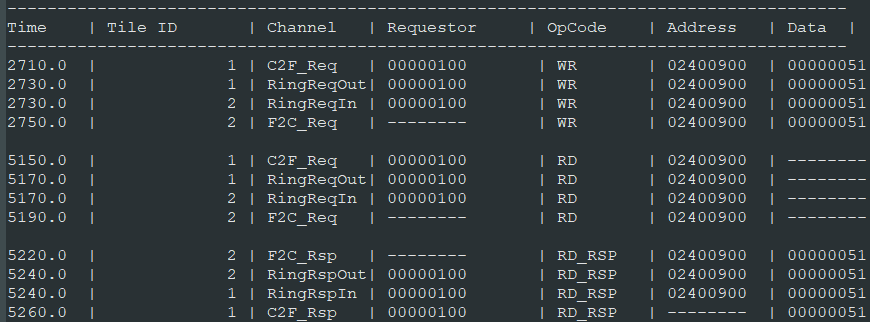 --------------------------------------------------------------------------------------
Time    | Tile ID       | Channel   | Requestor     | OpCode    | Address   | Data  |
--------------------------------------------------------------------------------------
2710.0  |             1 | C2F_Req   | 00000100       | WR       | 02400900  | 00000051
2730.0  |             1 | RingReqOut| 00000100       | WR       | 02400900  | 00000051
2730.0  |             2 | RingReqIn | 00000100       | WR       | 02400900  | 00000051
2750.0  |             2 | F2C_Req   | --------       | WR       | 02400900  | 00000051
5150.0  |             1 | C2F_Req   | 00000100       | RD       | 02400900  | --------
5170.0  |             1 | RingReqOut| 00000100       | RD       | 02400900  | --------
5170.0  |             2 | RingReqIn | 00000100       | RD       | 02400900  | --------
5190.0  |             2 | F2C_Req   | --------       | RD       | 02400900  | --------
5220.0  |             2 | F2C_Rsp   | --------       | RD_RSP   | 02400900  | 00000051
5240.0  |             2 | RingRspOut| 00000100       | RD_RSP   | 02400900  | 00000051
5240.0  |             1 | RingRspIn | 00000100       | RD_RSP   | 02400900  | 00000051
5260.0  |             1 | C2F_Rsp   | 00000100       | RD_RSP   | --------  | 00000051